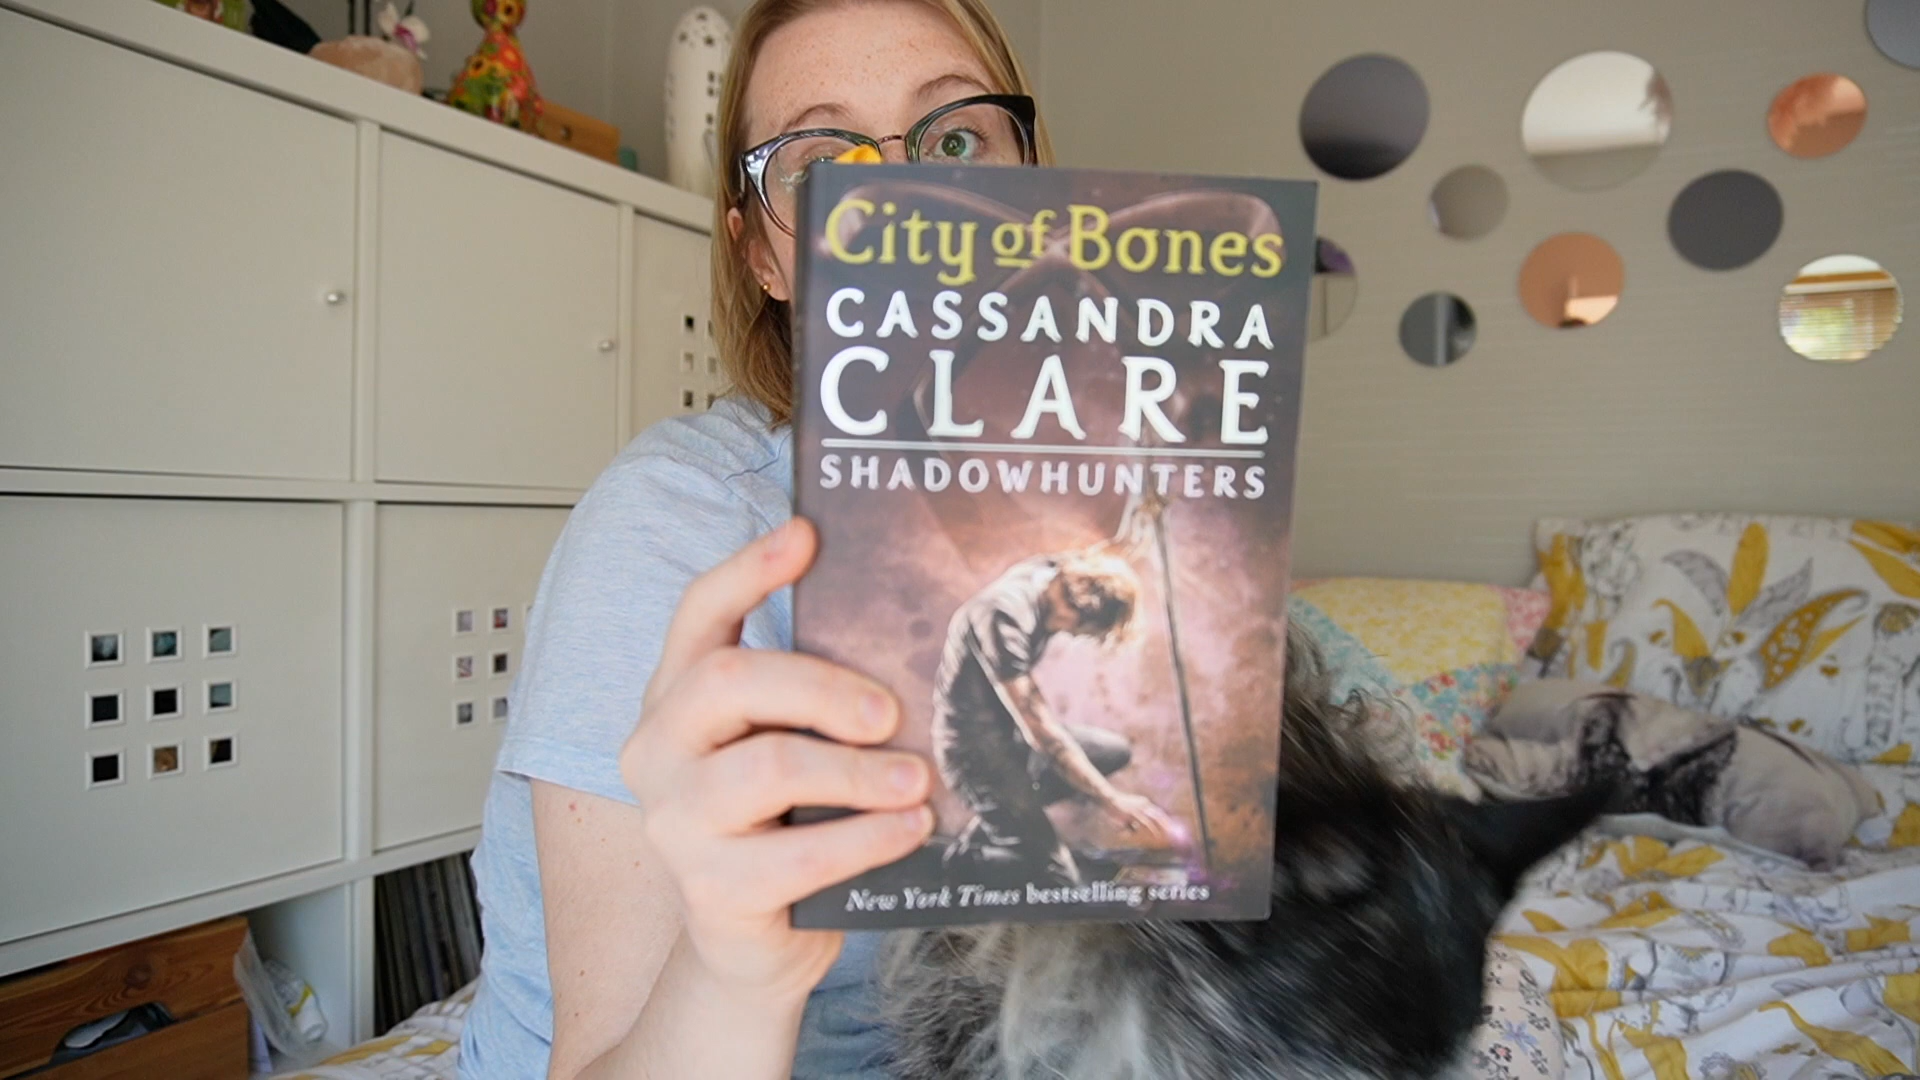 City of Bones
CASSANDRA
CLARE
SHADOWHUNTERS
New York Times bestselling series